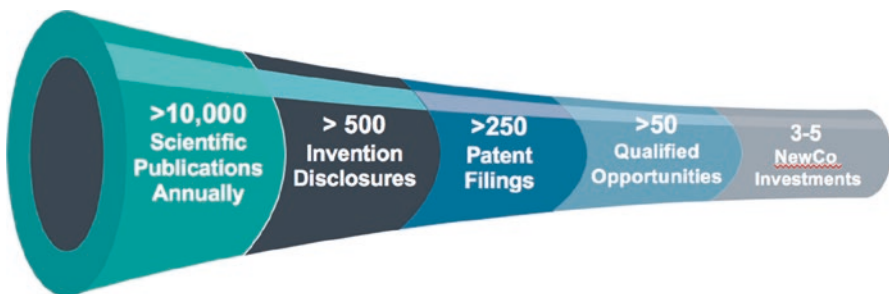 >10,000
Scientific
Publications
Annually
> 500
Invention
Disclosures
>250
Patent
Filings
>50
Qualified
Opportunities
3-5
NewCo
Investments